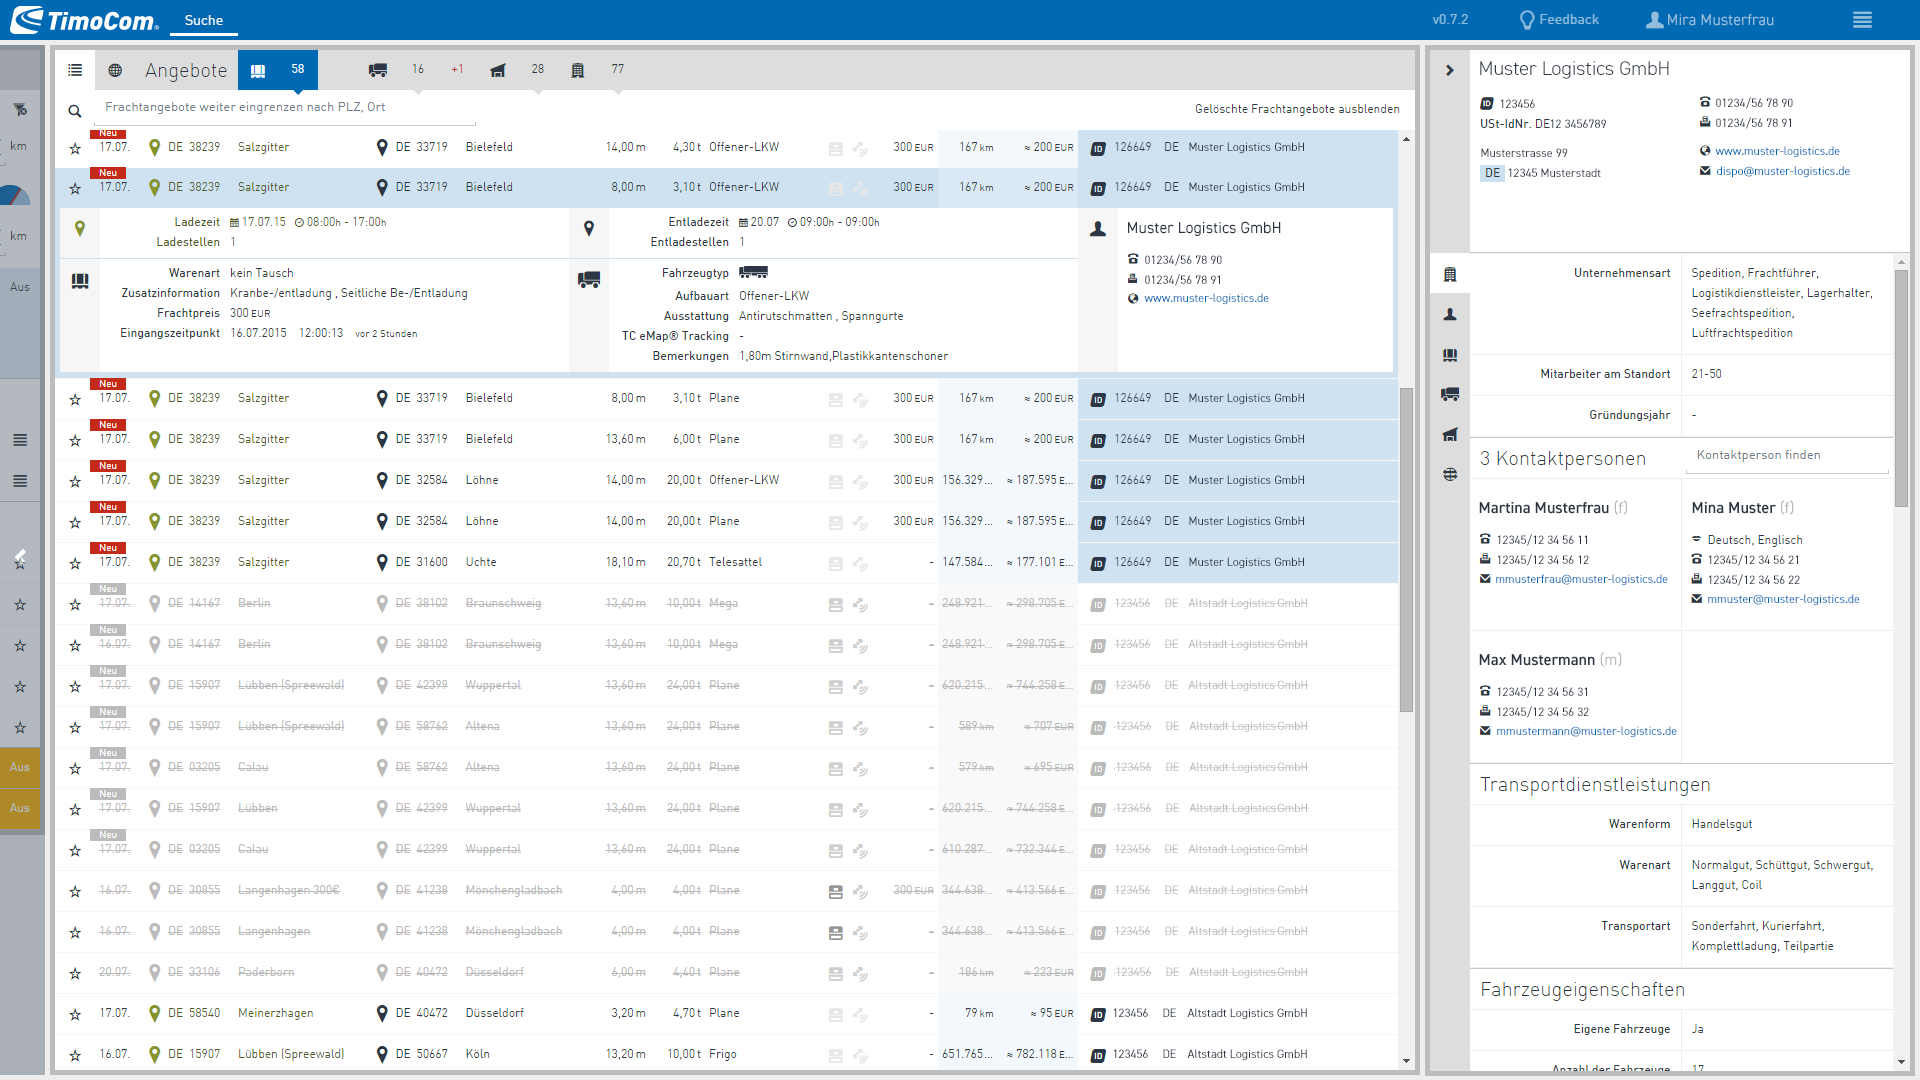 TimoCom® Suche v0.7.2 Feedback Mira Musterfrau
km
km
Aus
Aus
Aus
Angebote 58 16 +1 28 77
Frachtangebote weiter eingrenzen nach PLZ, Ort
Gelöschte Frachtangebote ausblenden
Neu
17.07. DE 38239 Salzgitter DE 33719 Bielefeld 14,00 m 4,30 t Offener-LKW 300 EUR 167 km ≈ 200 EUR ID 126649 DE Muster Logistics GmbH
Neu
17.07. DE 38239 Salzgitter DE 33719 Bielefeld 8,00 m 3,10 t Offener-LKW 300 EUR 167 km ≈ 200 EUR ID 126649 DE Muster Logistics GmbH
Ladezeit 17.07.15 08:00h - 17:00h
Ladestellen 1
Entladezeit 20.07 09:00h - 09:00h
Entladestellen 1
Warenart kein Tausch
Zusatzinformation Kranbe-/entladung , Seitliche Be-/Entladung
Frachtpreis 300 EUR
Eingangszeitpunkt 16.07.2015 12:00:13 vor 2 Stunden
Fahrzeugtyp
Aufbauart Offener-LKW
Ausstattung Antirutschmatten , Spanngurte
TC eMap® Tracking -
Bemerkungen 1,80m Stirnwand,Plastikkantenschoner
Muster Logistics GmbH
01234/56 78 90
01234/56 78 91
www.muster-logistics.de
Neu
17.07. DE 38239 Salzgitter DE 33719 Bielefeld 8,00 m 3,10 t Plane 300 EUR 167 km ≈ 200 EUR ID 126649 DE Muster Logistics GmbH
Neu
17.07. DE 38239 Salzgitter DE 33719 Bielefeld 13,60 m 6,00 t Plane 300 EUR 167 km ≈ 200 EUR ID 126649 DE Muster Logistics GmbH
Neu
17.07. DE 38239 Salzgitter DE 32584 Löhne 14,00 m 20,00 t Offener-LKW 300 EUR 156.329... ≈ 187.595 E... ID 126649 DE Muster Logistics GmbH
Neu
17.07. DE 38239 Salzgitter DE 32584 Löhne 14,00 m 20,00 t Plane 300 EUR 156.329... ≈ 187.595 E... ID 126649 DE Muster Logistics GmbH
Neu
17.07. DE 38239 Salzgitter DE 31600 Uchte 18,10 m 20,70 t Telesattel - 147.584... ≈ 177.101 E... ID 126649 DE Muster Logistics GmbH
Neu
17.07. DE 14167 Berlin DE 38102 Braunschweig 13,60 m 10,00 t Mega - 248.921... ≈ 298.705 E... ID 123456 DE Altstadt Logistics GmbH
Neu
16.07. DE 14167 Berlin DE 38102 Braunschweig 13,60 m 10,00 t Mega - 248.921... ≈ 298.705 E... ID 123456 DE Altstadt Logistics GmbH
Neu
17.07. DE 15907 Lübben (Spreewald) DE 42399 Wuppertal 13,60 m 24,00 t Plane - 620.215... ≈ 744.258 E... ID 123456 DE Altstadt Logistics GmbH
Neu
17.07. DE 15907 Lübben (Spreewald) DE 58762 Altena 13,60 m 24,00 t Plane - 589 km ≈ 707 EUR ID 123456 DE Altstadt Logistics GmbH
Neu
17.07. DE 03205 Calau DE 58762 Altena 13,60 m 24,00 t Plane - 579 km ≈ 695 EUR ID 123456 DE Altstadt Logistics GmbH
Neu
17.07. DE 15907 Lübben DE 42399 Wuppertal 13,60 m 24,00 t Plane - 620.215... ≈ 744.258 E... ID 123456 DE Altstadt Logistics GmbH
Neu
17.07. DE 03205 Calau DE 42399 Wuppertal 13,60 m 24,00 t Plane - 610.287... ≈ 732.344 E... ID 123456 DE Altstadt Logistics GmbH
16.07. DE 30855 Langenhagen 300€ DE 41238 Mönchengladbach 4,00 m 4,00 t Plane 300 EUR 344.638... ≈ 413.566 E... ID 123456 DE Altstadt Logistics GmbH
16.07. DE 30855 Langenhagen DE 41238 Mönchengladbach 4,00 m 4,00 t Plane - 344.638... ≈ 413.566 E... ID 123456 DE Altstadt Logistics GmbH
20.07. DE 33106 Paderborn DE 40472 Düsseldorf 6,00 m 4,40 t Plane - 186 km ≈ 223 EUR ID 123456 DE Altstadt Logistics GmbH
17.07. DE 58540 Meinerzhagen DE 40472 Düsseldorf 3,20 m 4,70 t Plane - 79 km ≈ 95 EUR ID 123456 DE Altstadt Logistics GmbH
16.07. DE 15907 Lübben (Spreewald) DE 50667 Köln 13,20 m 10,00 t Frigo - 651.765... ≈ 782.118 E... ID 123456 DE Altstadt Logistics GmbH
Muster Logistics GmbH
ID 123456
USt-IdNr. DE12 3456789
Musterstrasse 99
DE 12345 Musterstadt
01234/56 78 90
01234/56 78 91
www.muster-logistics.de
dispo@muster-logistics.de
Unternehmensart Spedition, Frachtführer,
Logistikdienstleister, Lagerhalter,
Seefrachtspedition,
Luftfrachtspedition
Mitarbeiter am Standort 21-50
Gründungsjahr -
3 Kontaktpersonen Kontaktperson finden
Martina Musterfrau (f)
12345/12 34 56 11
12345/12 34 56 12
mmusterfrau@muster-logistics.de
Mina Muster (f)
Deutsch, Englisch
12345/12 34 56 21
12345/12 34 56 22
mmuster@muster-logistics.de
Max Mustermann (m)
12345/12 34 56 31
12345/12 34 56 32
mmustermann@muster-logistics.de
Transportdienstleistungen
Warenform Handelsgut
Warenart Normalgut, Schüttgut, Schwergut,
Langgut, Coil
Transportart Sonderfahrt, Kurierfahrt,
Komplettladung, Teilpartie
Fahrzeugeigenschaften
Eigene Fahrzeuge Ja
Anzahl der Fahrzeuge 17